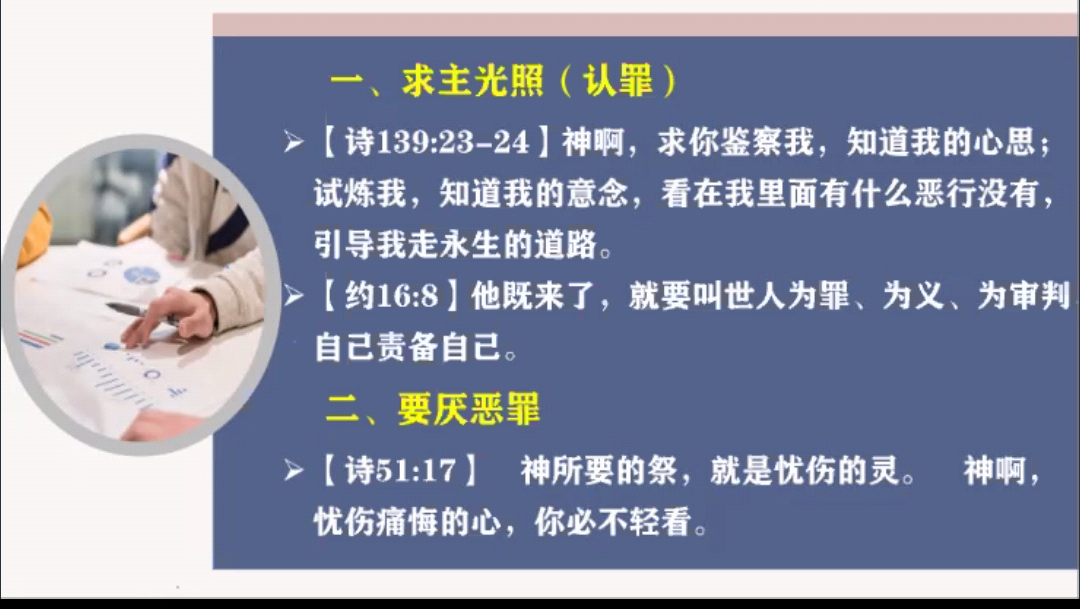 一、求主光照（认罪）
➢【诗139:23-24】神啊，求你鉴察我，知道我的心思；
试炼我，知道我的意念，看在我里面有什么恶行没有，
引导我走永生的道路。
➢【约16:8】他既来了，就要叫世人为罪、为义、为审判
自己责备自己。
二、要厌恶罪
➢【诗51:17】 神所要的祭，就是忧伤的灵。 神啊，
忧伤痛悔的心，你必不轻看。